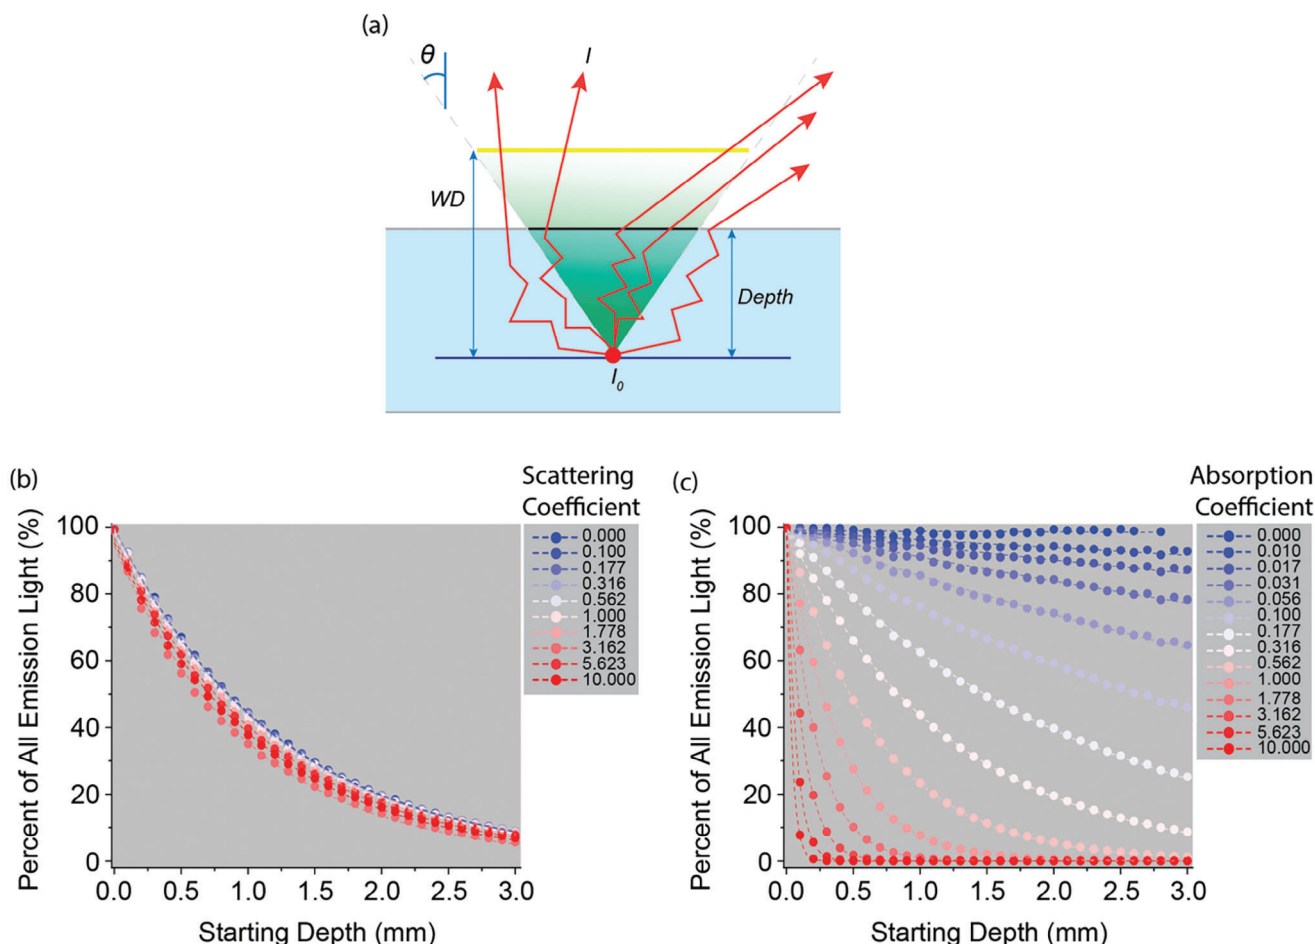 (a)
θ
I
WD
Depth
I0
(b)
Scattering
Coefficient
Percent of All Emission Light (%)
100
80
60
40
20
0
0.0 0.5 1.0 1.5 2.0 2.5 3.0
Starting Depth (mm)
0.000
0.100
0.177
0.316
0.562
1.000
1.778
3.162
5.623
10.000
(c)
Absorption
Coefficient
Percent of All Emission Light (%)
100
80
60
40
20
0
0.0 0.5 1.0 1.5 2.0 2.5 3.0
Starting Depth (mm)
0.000
0.010
0.017
0.031
0.056
0.100
0.177
0.316
0.562
1.000
1.778
3.162
5.623
10.000